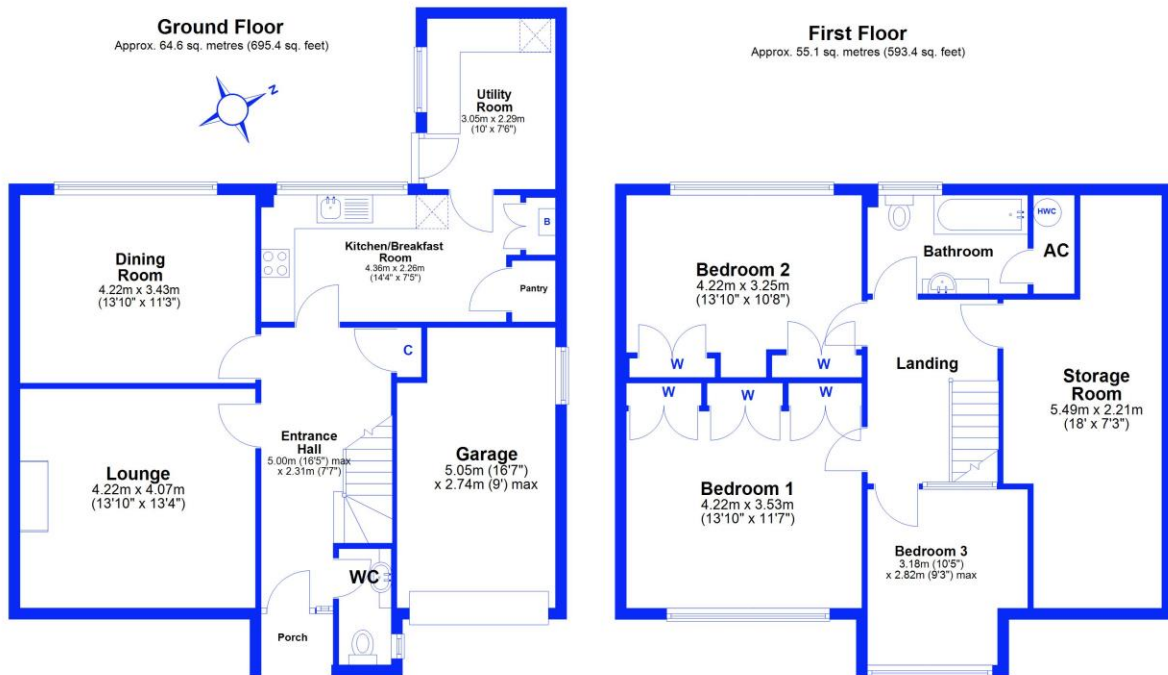 Ground Floor
Approx. 64.6 sq. metres (695.4 sq. feet)
N
Utility
Room
3.05m x 2.29m
(10' x 7'6")
Dining
Room
4.22m x 3.43m
(13'10" x 11'3")
Kitchen/Breakfast
Room
4.36m x 2.26m
(14'4" x 7'5")
B
Pantry
C
Lounge
4.22m x 4.07m
(13'10" x 13'4")
Entrance
Hall
5.00m (16'5") max
x 2.31m (7'7")
Garage
5.05m (16'7")
x 2.74m (9') max
WC
Porch
First Floor
Approx. 55.1 sq. metres (593.4 sq. feet)
Bedroom 2
4.22m x 3.25m
(13'10" x 10'8")
W
W
Bathroom
HWC
AC
Landing
Storage
Room
5.49m x 2.21m
(18' x 7'3")
W
W
W
Bedroom 1
4.22m x 3.53m
(13'10" x 11'7")
Bedroom 3
3.18m (10'5")
x 2.82m (9'3") max